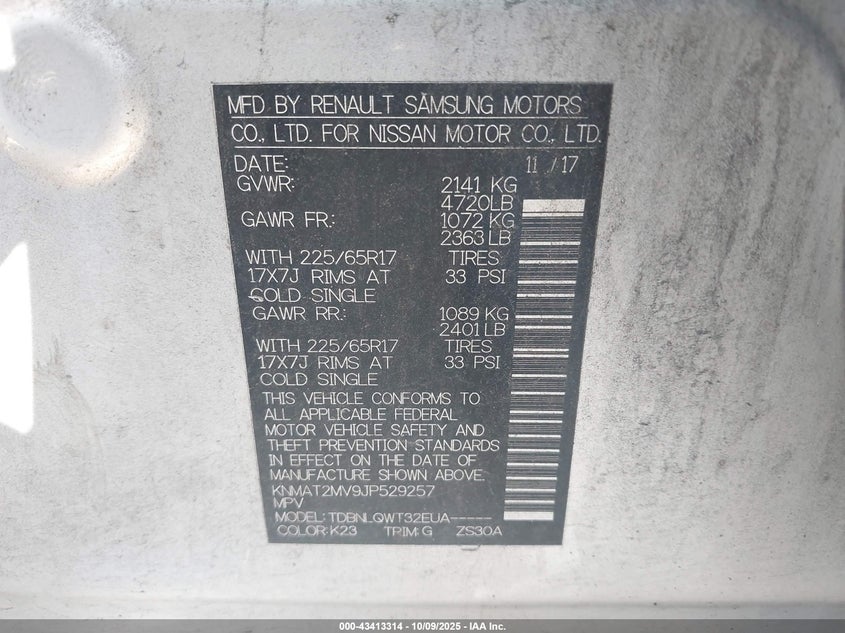 MFD BY RENAULT SAMSUNG MOTORS
CO., LTD. FOR NISSAN MOTOR CO., LTD.
DATE: 11 / 17
GVWR: 2141 KG
4720LB
GAWR FR.: 1072 KG
2363 LB
WITH 225/65R17 TIRES
17X7J RIMS AT 33 PSI
COLD SINGLE
GAWR RR.: 1089 KG
2401 LB
WITH 225/65R17 TIRES
17X7J RIMS AT 33 PSI
COLD SINGLE
THIS VEHICLE CONFORMS TO
ALL APPLICABLE FEDERAL
MOTOR VEHICLE SAFETY AND
THEFT PREVENTION STANDARDS
IN EFFECT ON THE DATE OF
MANUFACTURE SHOWN ABOVE.
KNMAT2MV9JP529257
MPV
MODEL: TDBNLQWT32EUA-----
COLOR: K23 TRIM: G ZS30A
000-43413314 - 10/09/2025 - IAA Inc.